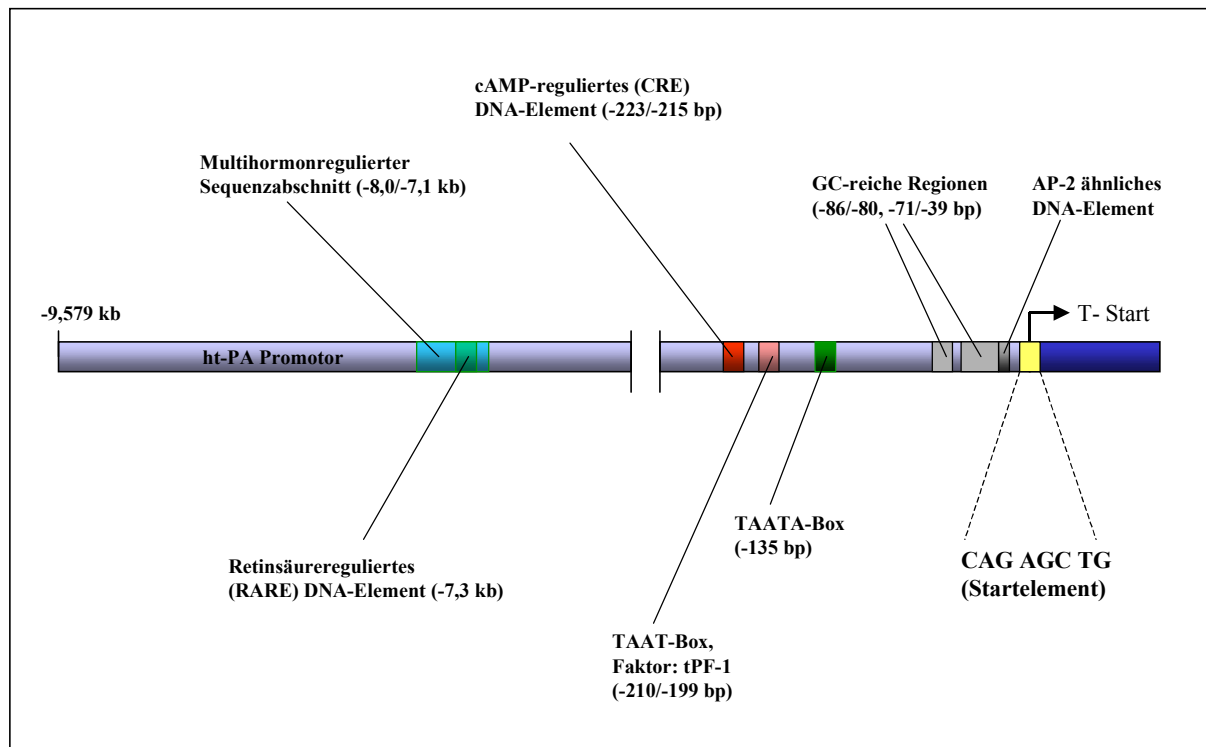 cAMP-reguliertes (CRE)
DNA-Element (-223/-215 bp)
Multihormonregulierter
Sequenzabschnitt (-8,0/-7,1 kb)
GC-reiche Regionen
(-86/-80, -71/-39 bp)
AP-2 ähnliches
DNA-Element
-9,579 kb
T- Start
ht-PA Promotor
Retinsäurereguliertes
(RARE) DNA-Element (-7,3 kb)
TAATA-Box
(-135 bp)
CAG AGC TG
(Startelement)
TAAT-Box,
Faktor: tPF-1
(-210/-199 bp)